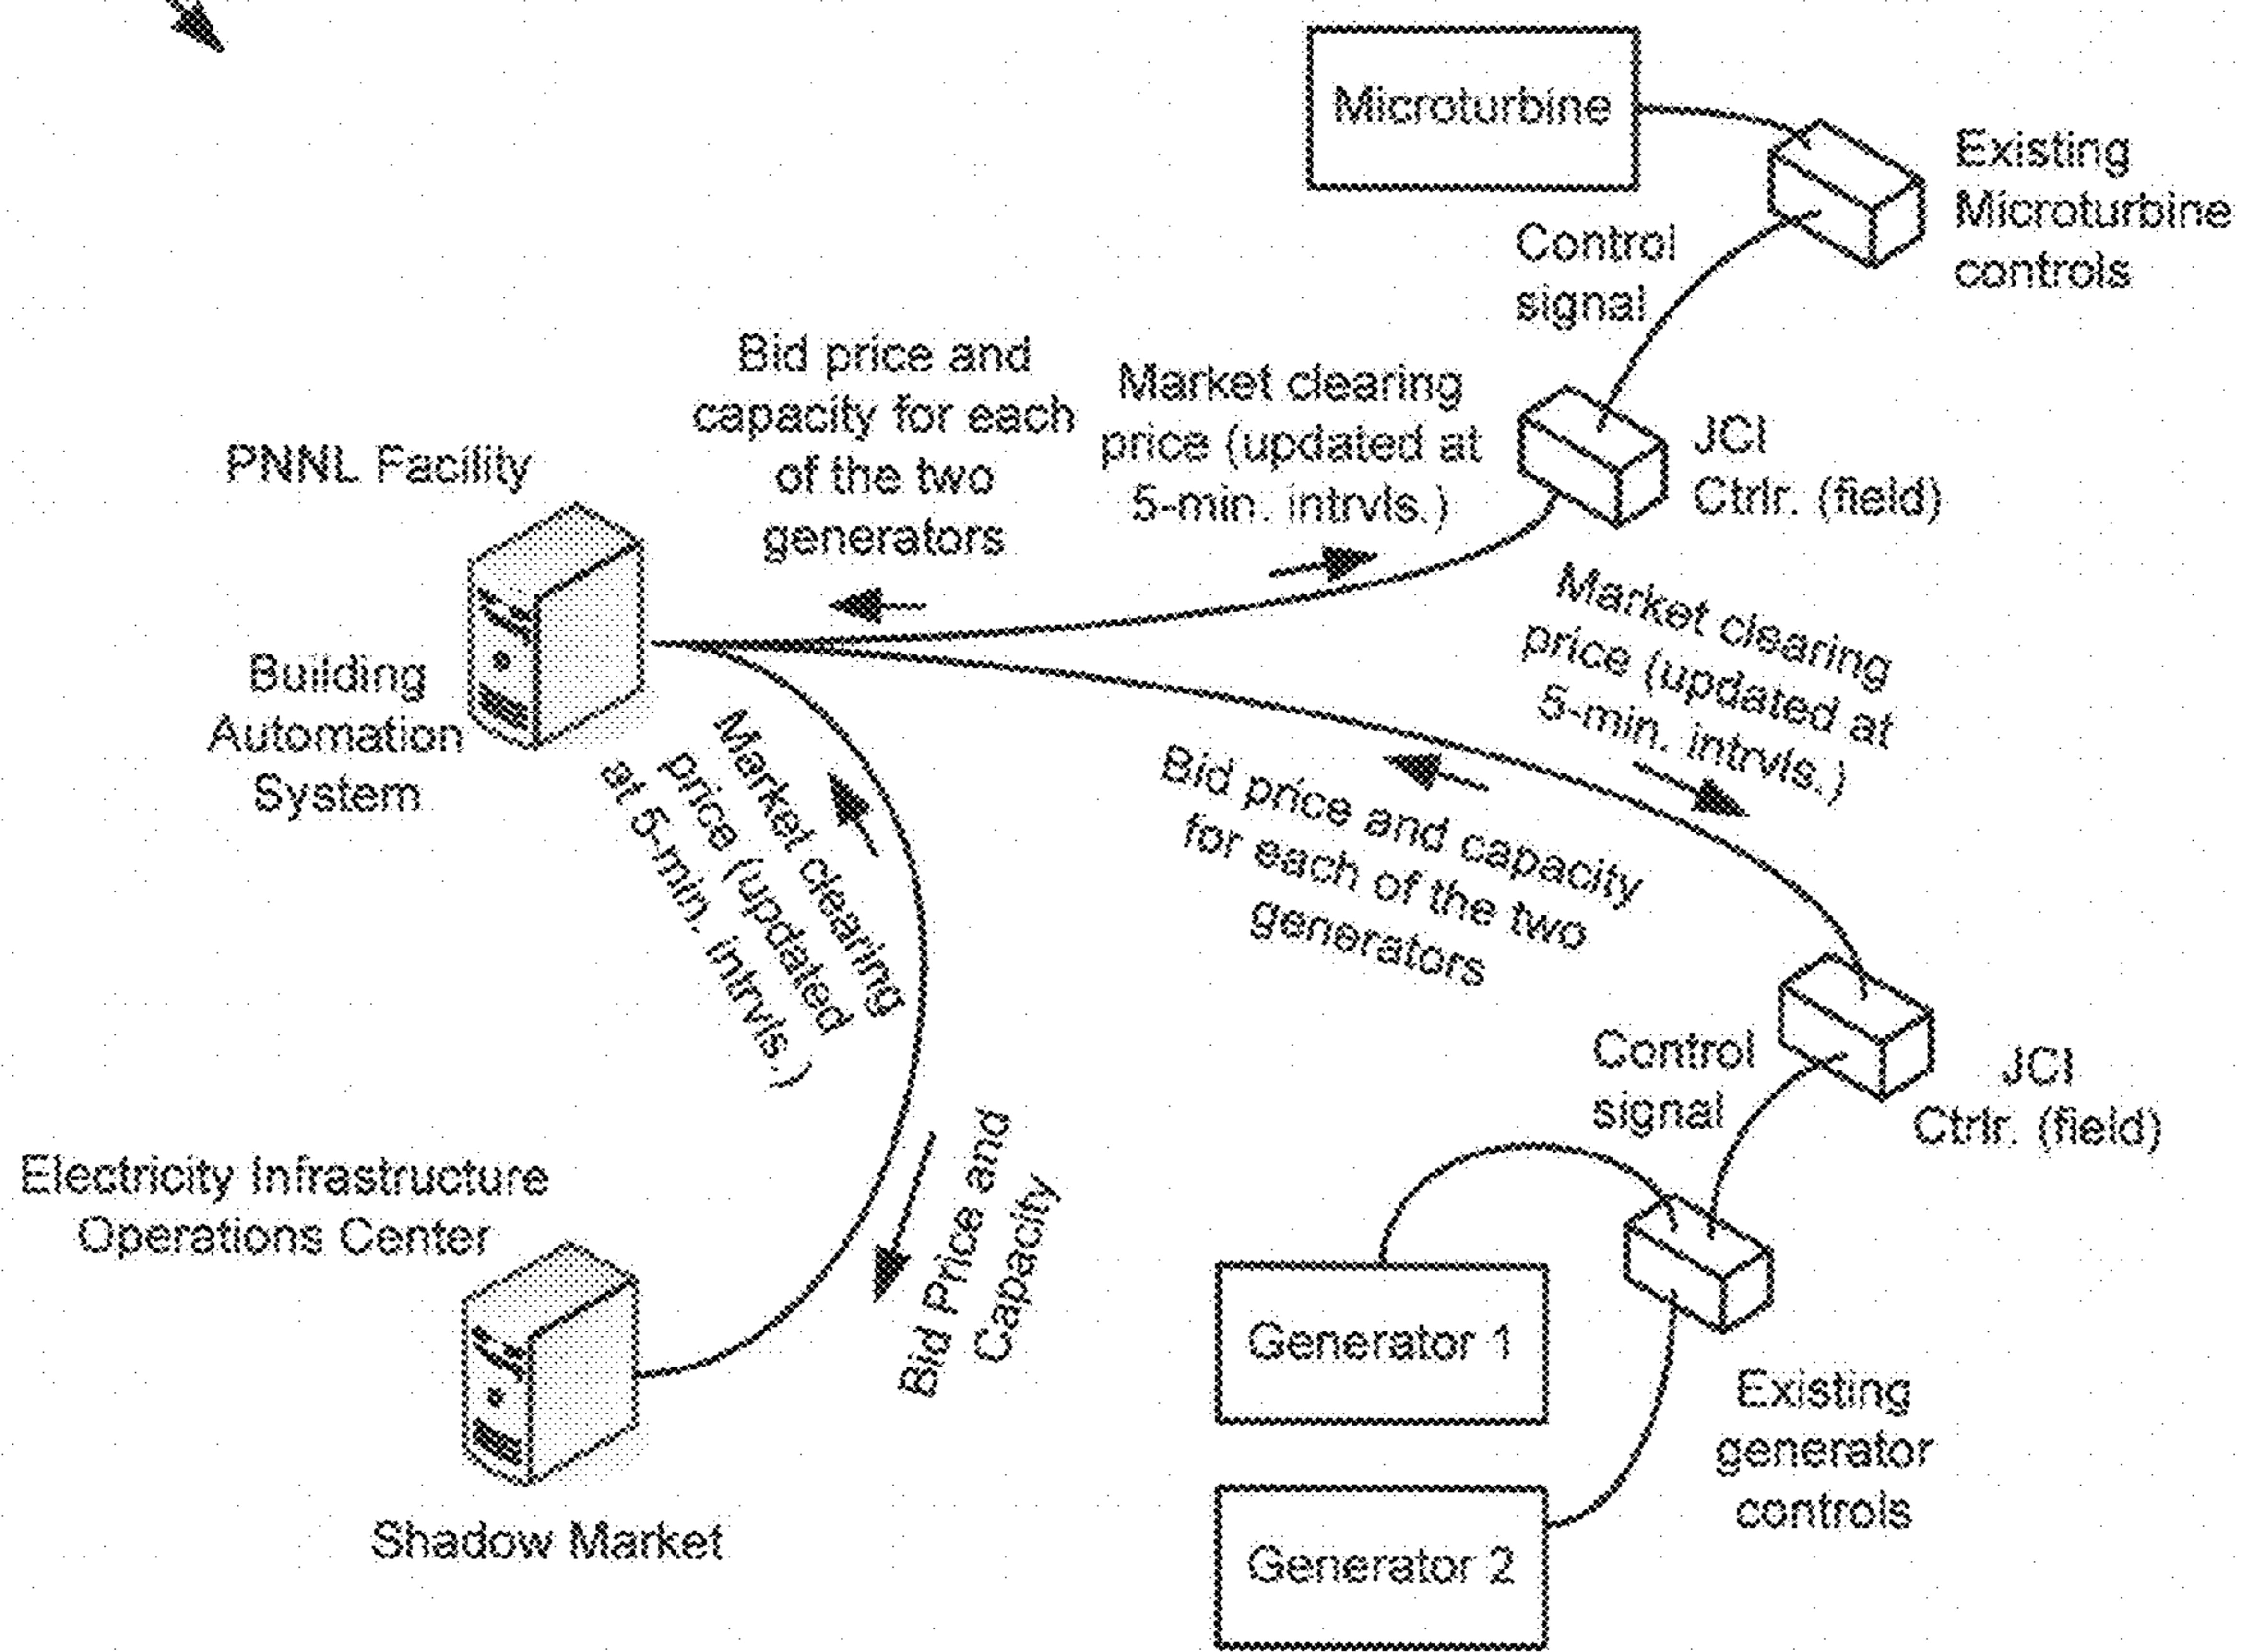 Microturbine
Existing
Microturbine
controls
Control
signal
Bid price and
capacity for each
of the two
generators
Market clearing
price (updated at
5-min. intrvls.)
JCI
Ctrlr. (field)
PNNL Facility
Building
Automation
System
Market clearing
price (updated at
5-min. intrvls.)
Bid price and capacity
for each of the two
generators
Market clearing
price (updated
at 5-min. intrvls.)
Control
signal
JCI
Ctrlr. (field)
Electricity Infrastructure
Operations Center
Bid Price and
Capacity
Generator 1
Existing
generator
controls
Shadow Market
Generator 2